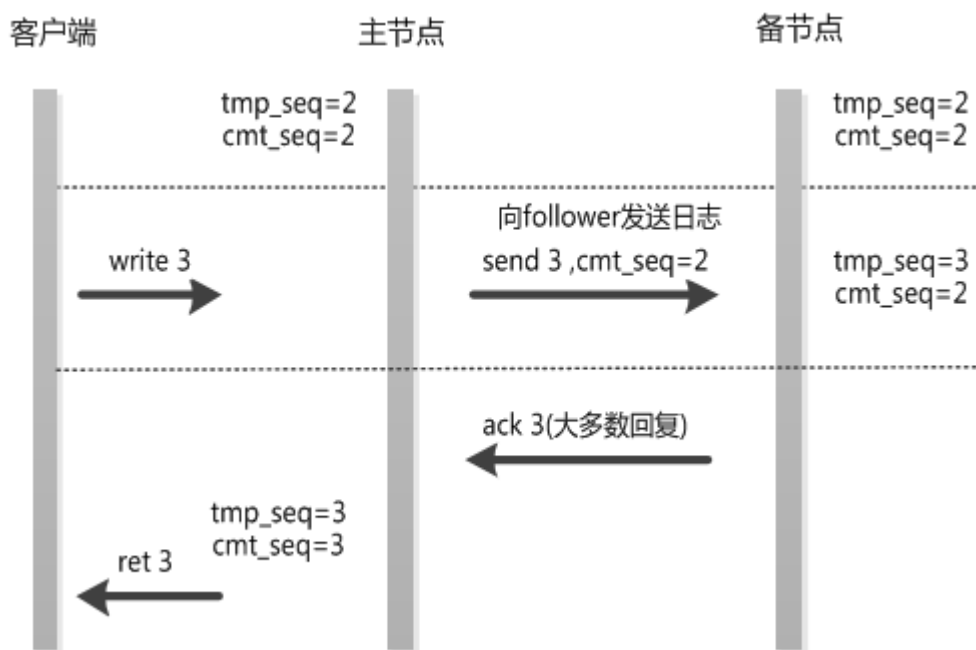 客户端
主节点
备节点
tmp_seq=2
cmt_seq=2
tmp_seq=2
cmt_seq=2
向follower发送日志
write 3
send 3 ,cmt_seq=2
tmp_seq=3
cmt_seq=2
ack 3(大多数回复)
tmp_seq=3
cmt_seq=3
ret 3